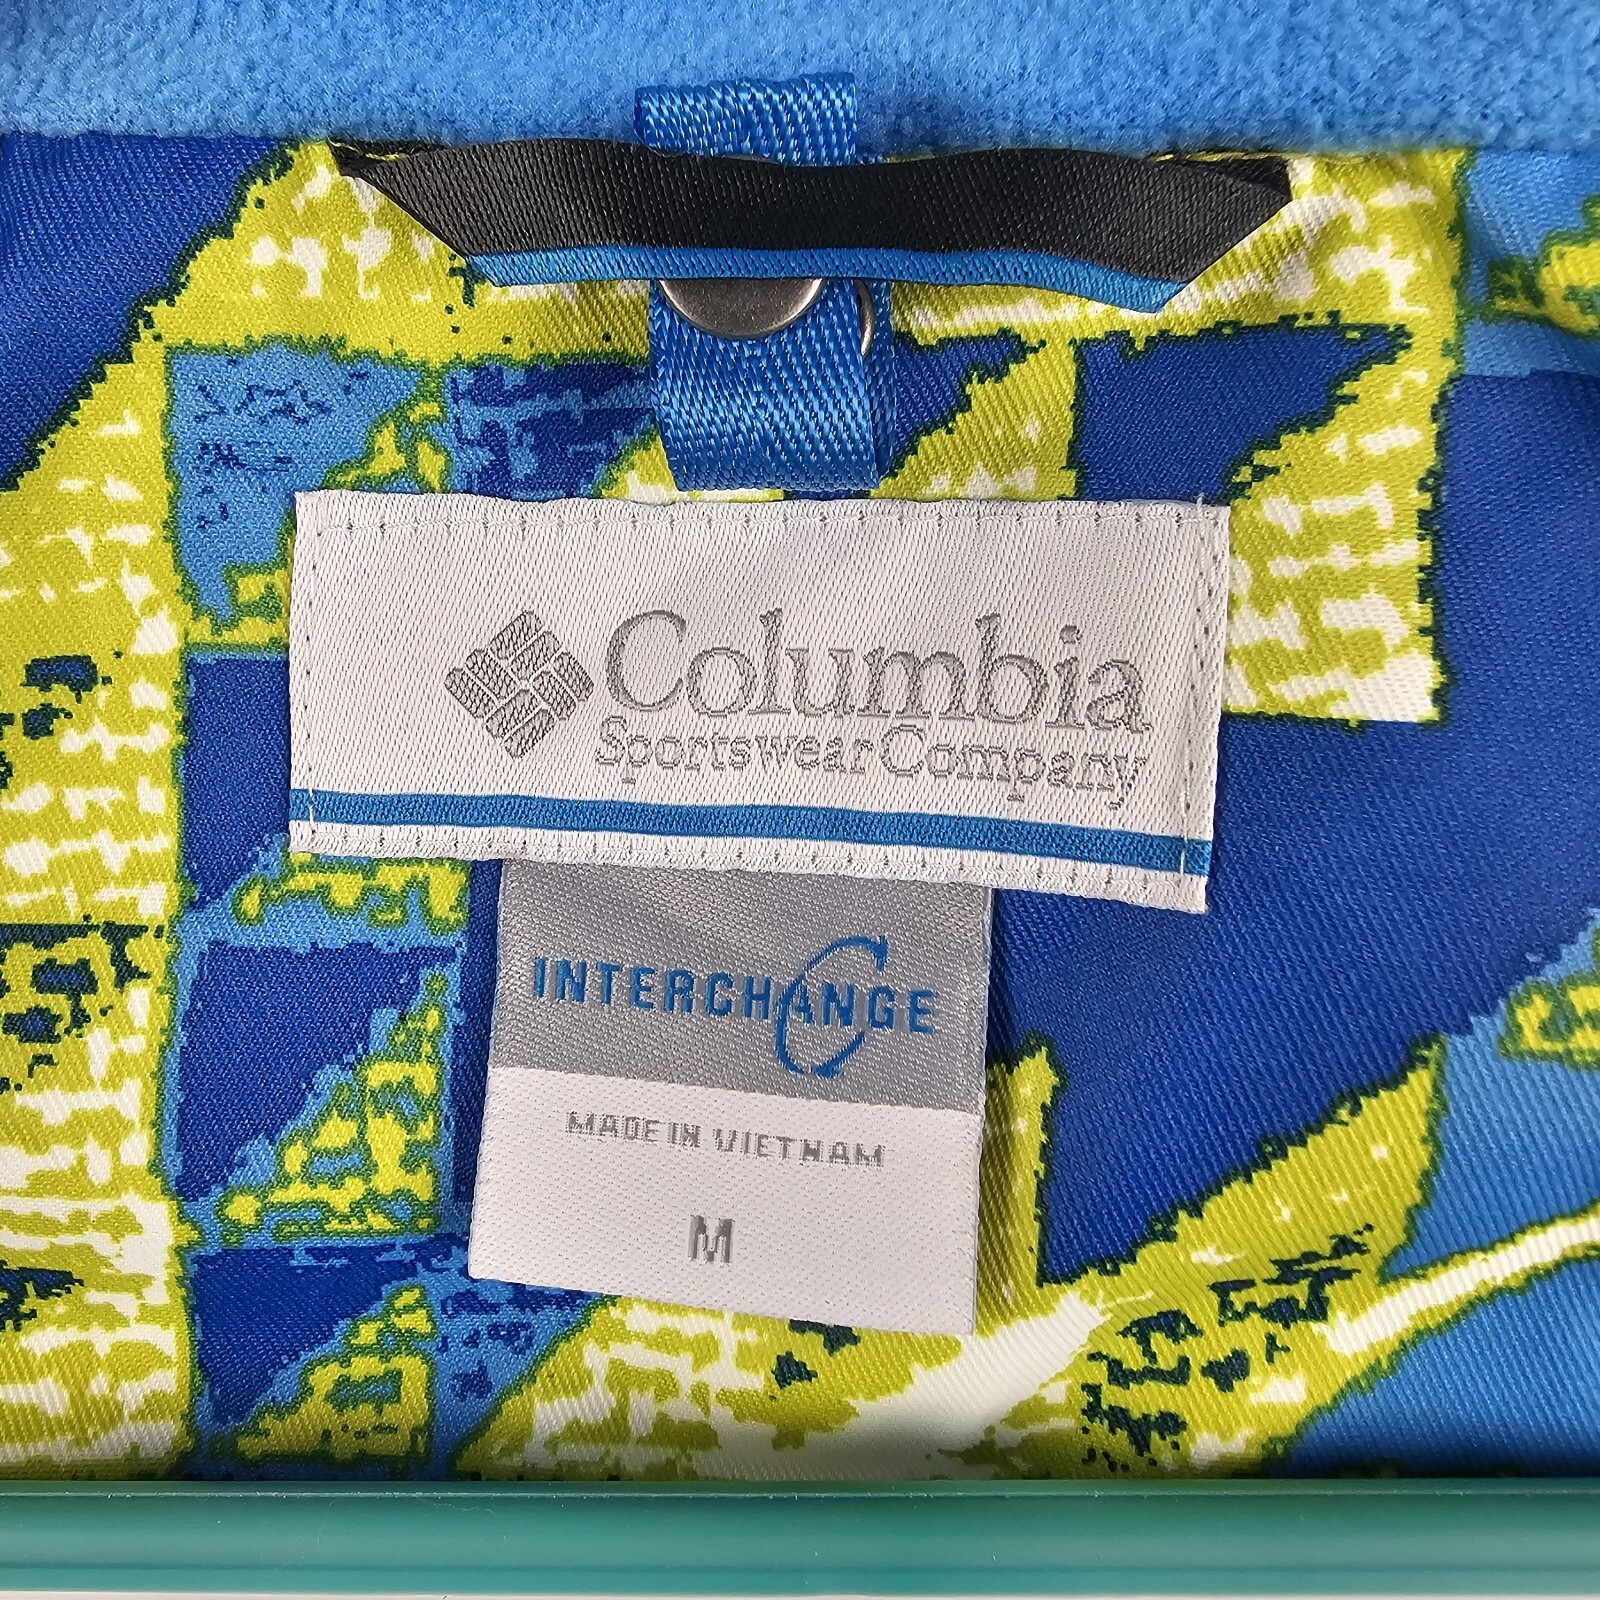 Columbia
Sportswear Company
INTERCHANGE
MADE IN VIETNAM
M